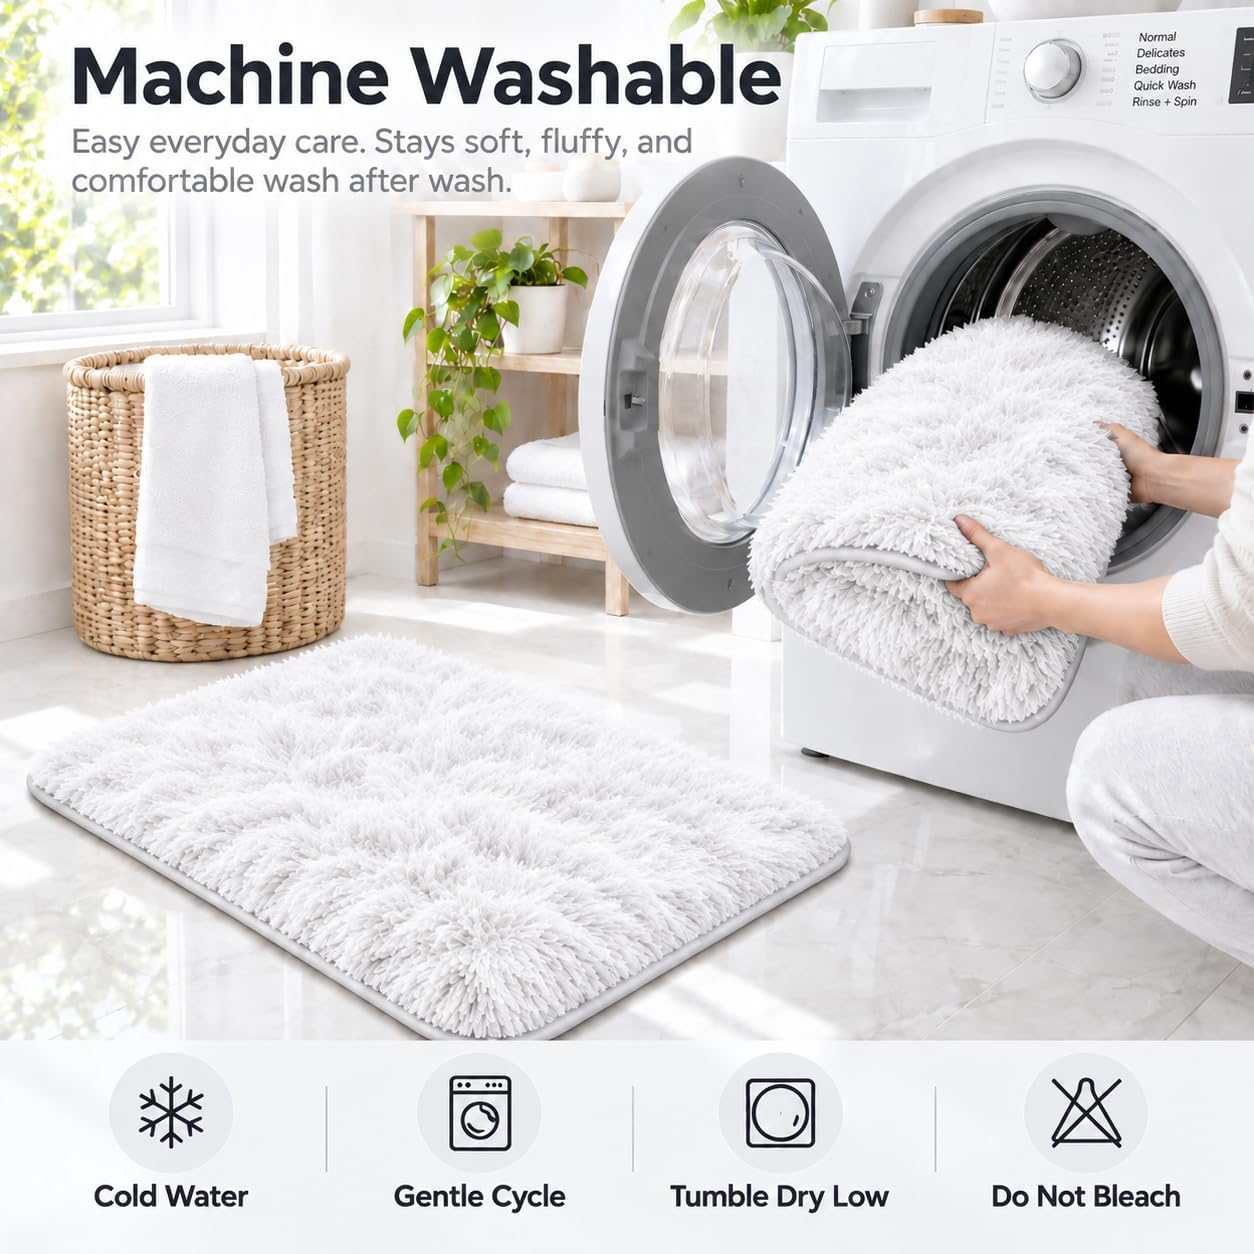 Machine Washable
Easy everyday care. Stays soft, fluffy, and
comfortable wash after wash.
Normal
Delicates
Bedding
Quick Wash
Rinse + Spin
Cold Water
Gentle Cycle
Tumble Dry Low
Do Not Bleach